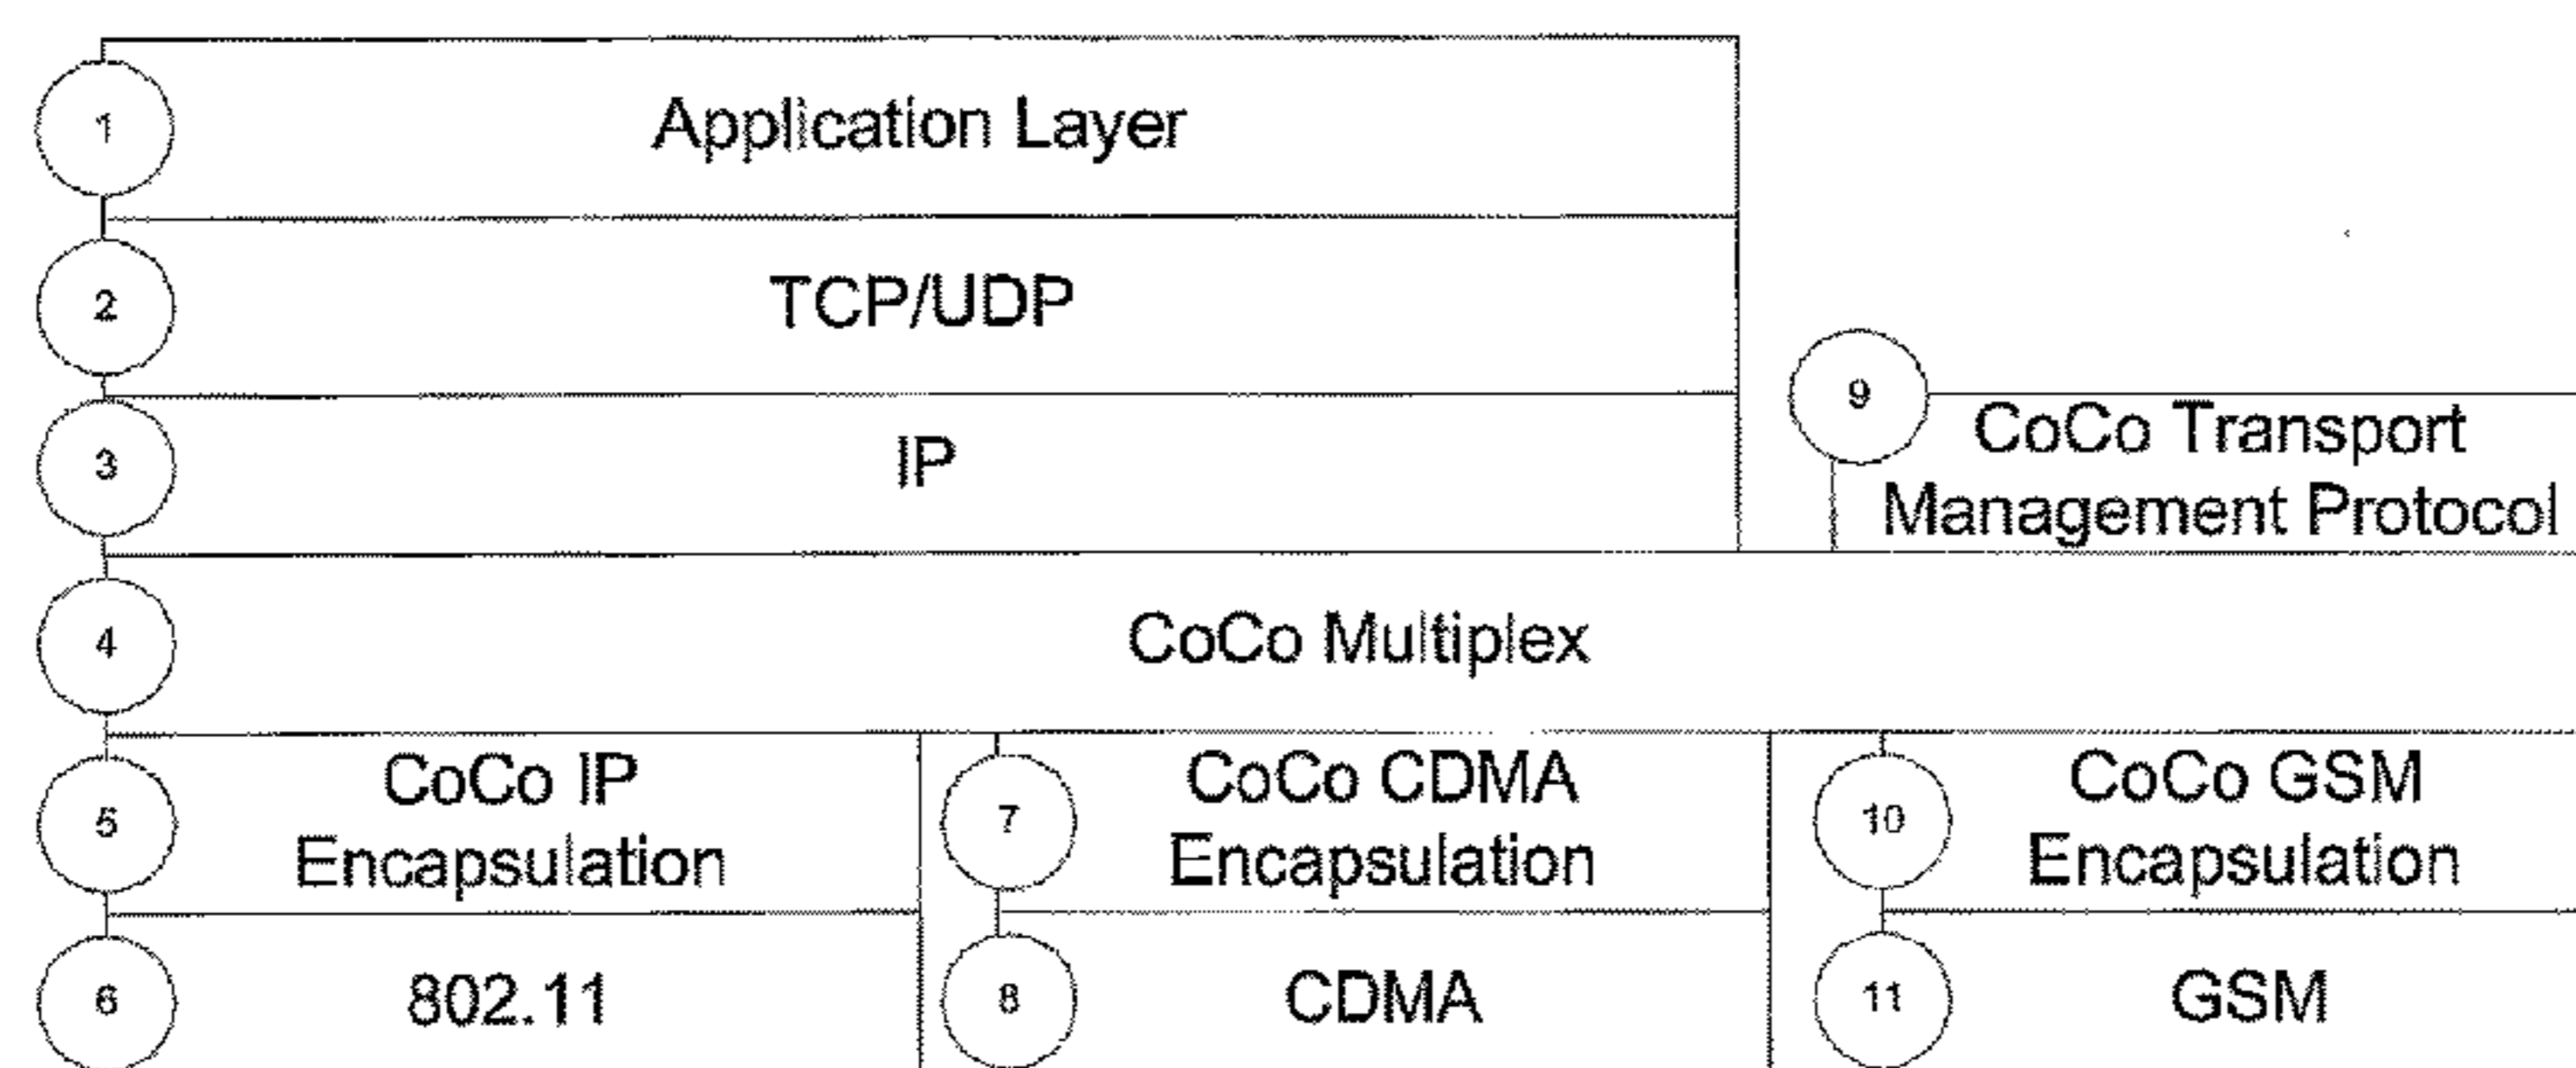 1
Application Layer
2
TCP/UDP
3
IP
9
CoCo Transport
Management Protocol
4
CoCo Multiplex
5
CoCo IP
Encapsulation
7
CoCo CDMA
Encapsulation
10
CoCo GSM
Encapsulation
6
802.11
8
CDMA
11
GSM